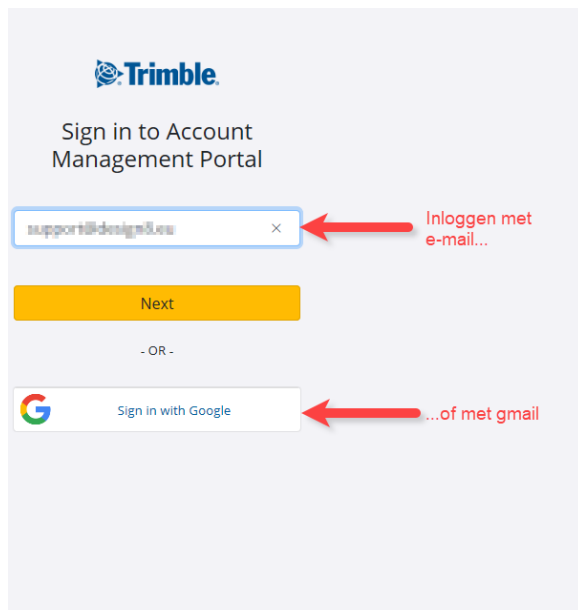 Trimble
Sign in to Account
Management Portal
Inloggen met
e-mail...
Next
- OR -
Sign in with Google
...of met gmail